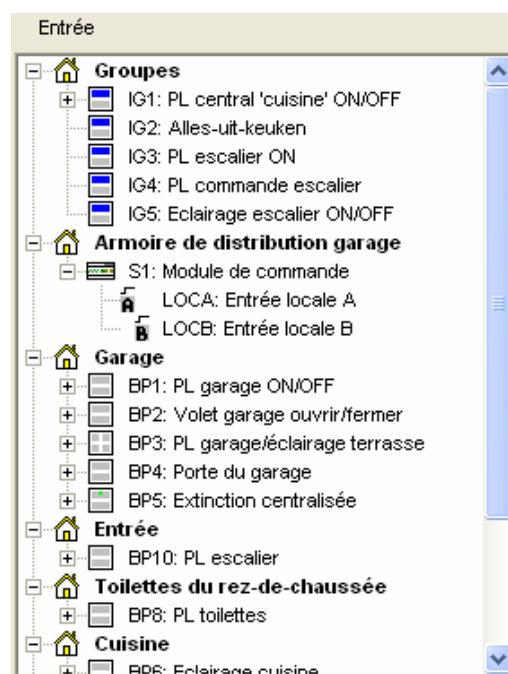 Entrée
Groupes
IG1: PL central 'cuisine' ON/OFF
IG2: Alles-uit-keuken
IG3: PL escalier ON
IG4: PL commande escalier
IG5: Eclairage escalier ON/OFF
Armoire de distribution garage
S1: Module de commande
A LOCA: Entrée locale A
B LOCB: Entrée locale B
Garage
BP1: PL garage ON/OFF
BP2: Volet garage ouvrir/fermer
BP3: PL garage/éclairage terrasse
BP4: Porte du garage
BP5: Extinction centralisée
Entrée
BP10: PL escalier
Toilettes du rez-de-chaussée
BP8: PL toilettes
Cuisine
BP6: Eclairage cuisine